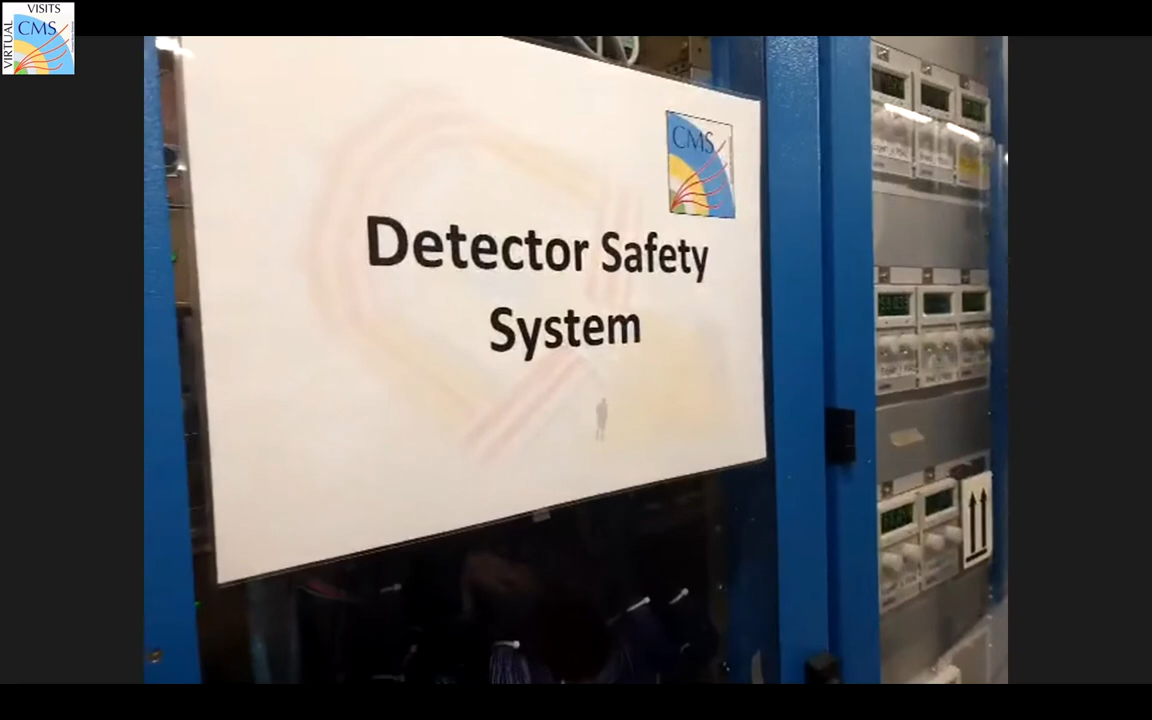 VISITS
VIRTUAL
CMS
CMS
Detector Safety
System